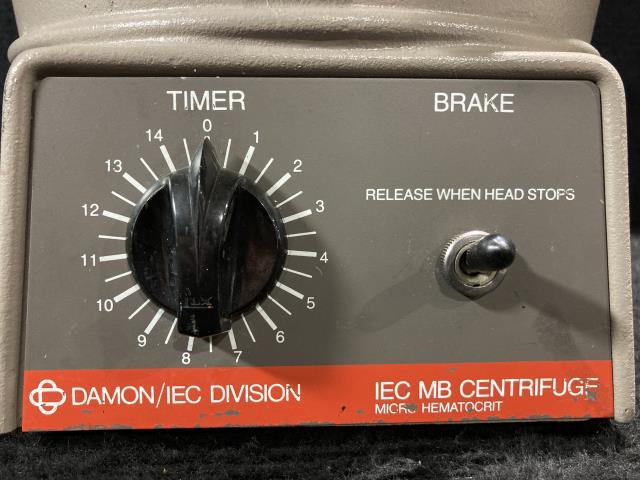 TIMER
BRAKE
0
1
2
3
4
5
6
7
8
9
10
11
12
13
14
RELEASE WHEN HEAD STOPS
DAMON/IEC DIVISION
IEC MB CENTRIFUGE
MICRO HEMATOCRIT